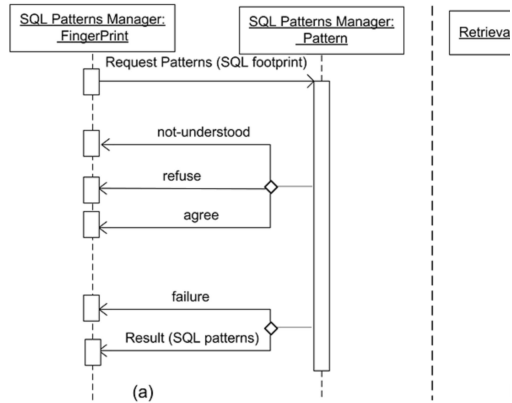 SQL Patterns Manager:
FingerPrint
SQL Patterns Manager:
Pattern
Request Patterns (SQL footprint)
not-understood
refuse
agree
failure
Result (SQL patterns)
(a)